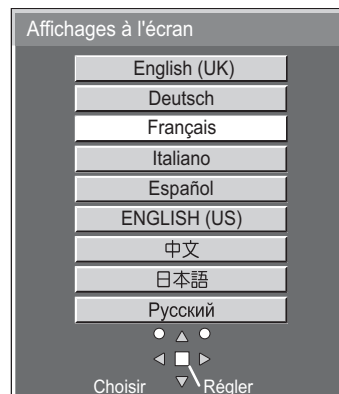 Affichages à l'écran
English (UK)
Deutsch
Français
Italiano
Español
ENGLISH (US)
中文
日本語
Русский
Choisir Régler